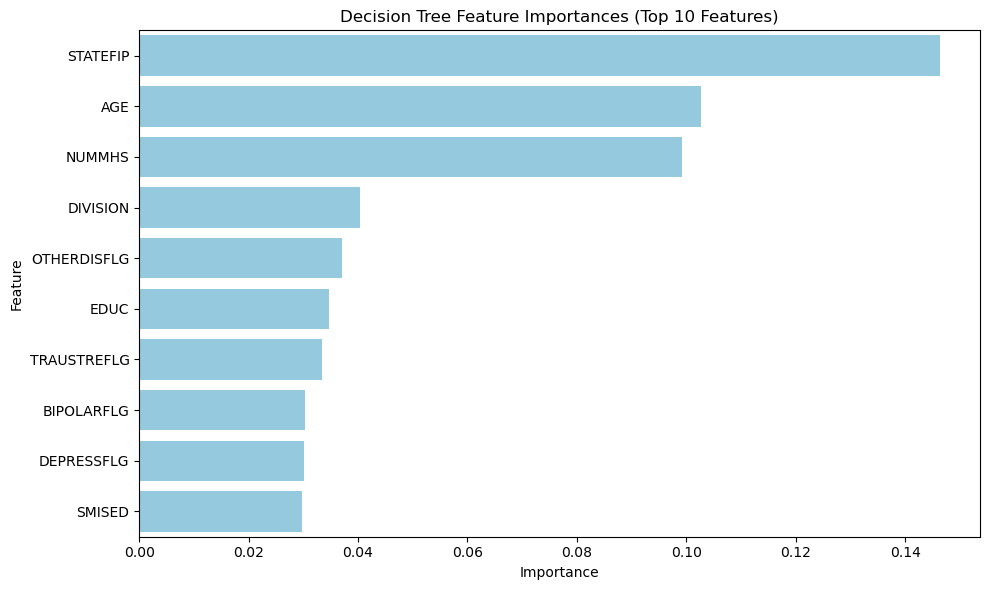 Decision Tree Feature Importances (Top 10 Features)
Feature
STATEFIP
AGE
NUMMHS
DIVISION
OTHERDISFLG
EDUC
TRAUSTREFLG
BIPOLARFLG
DEPRESSFLG
SMISED
0.00 0.02 0.04 0.06 0.08 0.10 0.12 0.14
Importance